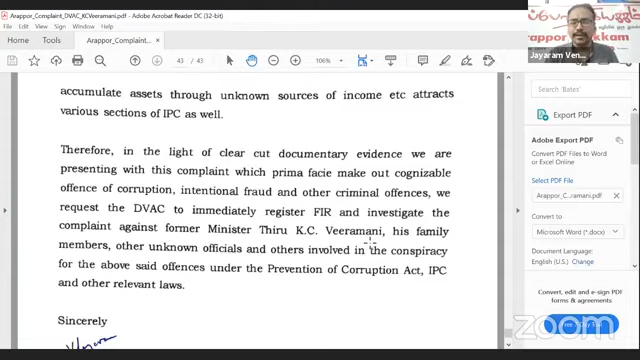 Arappor_Complaint_DVAC_KCVeeramani.pdf - Adobe Acrobat Reader DC (32-bit)
File Edit View Sign Window Help
Home Tools Arappor_Complaint_... ×
43 / 43 106%
accumulate assets through unknown sources of income etc attracts
various sections of IPC as well.
Therefore, in the light of clear cut documentary evidence we are
presenting with this complaint which prima facie make out cognizable
offence of corruption, intentional fraud and other criminal offences, we
request the DVAC to immediately register FIR and investigate the
complaint against former Minister Thiru K.C. Veeramani, his family
members, other unknown officials and others involved in the conspiracy
for the above said offences under the Prevention of Corruption Act, IPC
and other relevant laws.
Sincerely
Jayaram Ven...
Search 'Bates'
Export PDF
Adobe Export PDF
Convert PDF Files to Word
or Excel Online
Select PDF File
Arappor_C...ramani.pdf ×
Convert to
Microsoft Word (*.docx)
Document Language:
English (U.S.) Change
Convert, edit and e-sign PDF
forms & agreements
Free 7-Day Trial
zoom